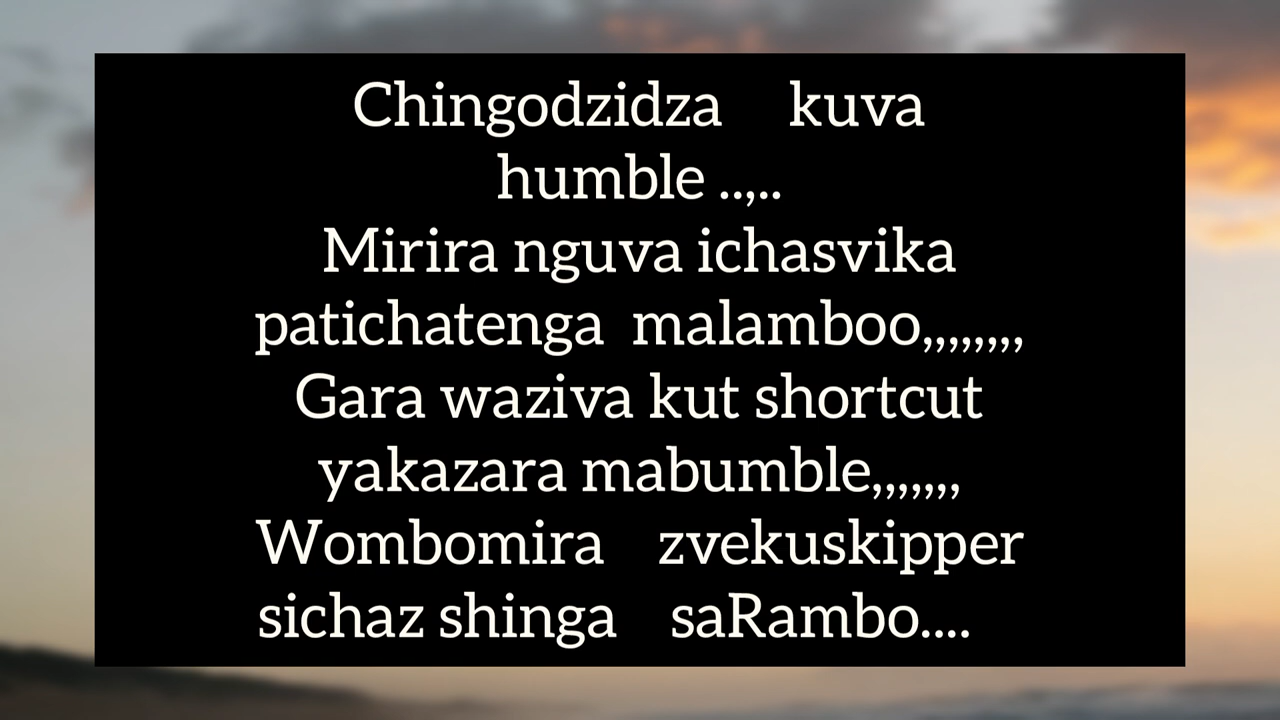 Chingodzidza kuva
humble ..,..
Mirira nguva ichasvika
patichatenga malamboo,,,,,,,,
Gara waziva kut shortcut
yakazara mabumble,,,,,,,
Wombomira zvekuskipper
sichaz shinga saRambo....